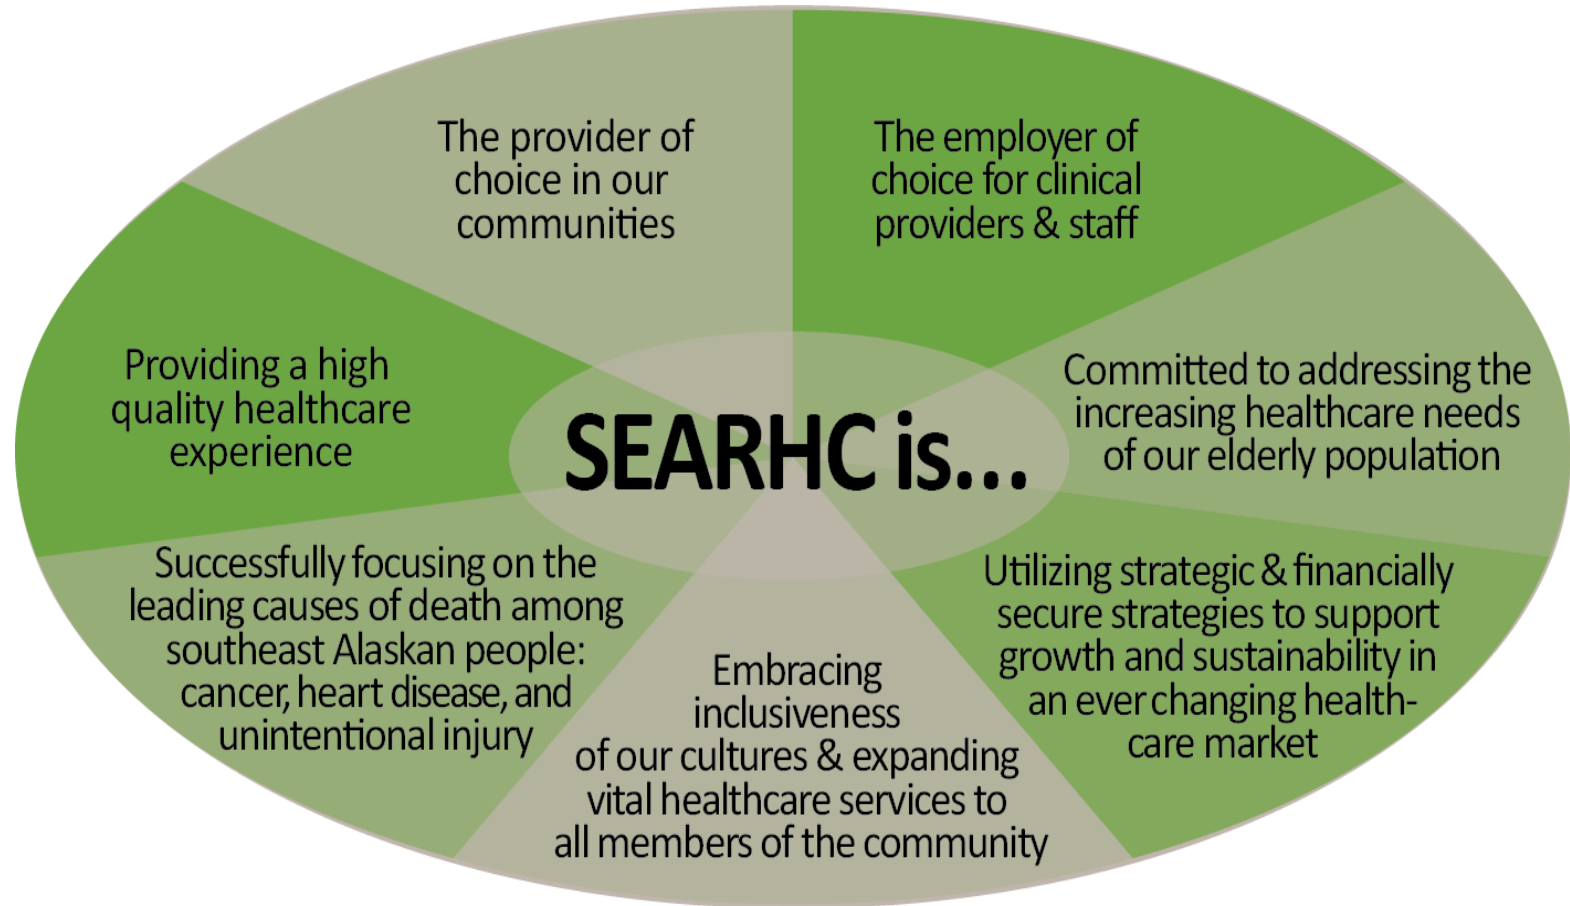 The provider of
choice in our
communities
The employer of
choice for clinical
providers & staff
Committed to addressing the
increasing healthcare needs
of our elderly population
Utilizing strategic & financially
secure strategies to support
growth and sustainability in
an ever changing health-
care market
Embracing
inclusiveness
of our cultures & expanding
vital healthcare services to
all members of the community
Successfully focusing on the
leading causes of death among
southeast Alaskan people:
cancer, heart disease, and
unintentional injury
Providing a high
quality healthcare
experience
SEARHC is...